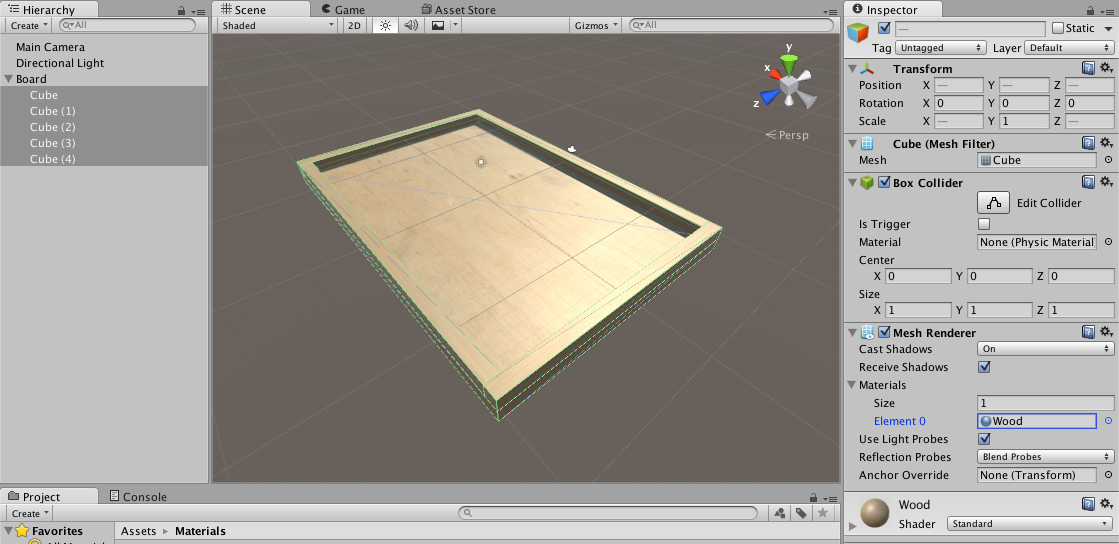 Hierarchy
Create
All
Main Camera
Directional Light
Board
Cube
Cube (1)
Cube (2)
Cube (3)
Cube (4)
Scene
Game
Asset Store
Shaded
2D
Gizmos
All
y
x
z
Persp
Project
Console
Create
Favorites
Assets
Materials
Inspector
—
Static
Tag Untagged Layer Default
Transform
Position X — Y — Z —
Rotation X 0 Y 0 Z 0
Scale X — Y 1 Z —
Cube (Mesh Filter)
Mesh Cube
Box Collider
Edit Collider
Is Trigger
Material None (Physic Material
Center
X 0 Y 0 Z 0
Size
X 1 Y 1 Z 1
Mesh Renderer
Cast Shadows On
Receive Shadows
Materials
Size 1
Element 0 Wood
Use Light Probes
Reflection Probes Blend Probes
Anchor Override None (Transform)
Wood
Shader Standard